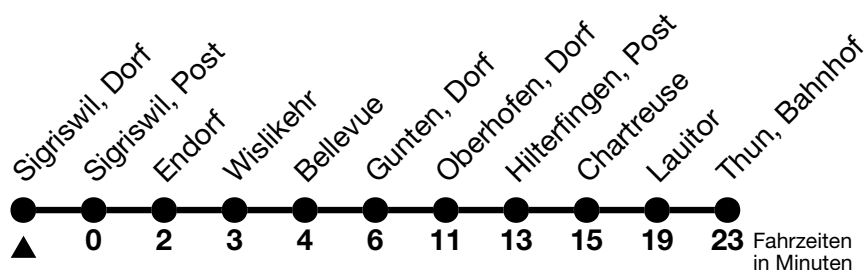 Sigriswil, Dorf
Sigriswil, Post
Endorf
Wislikehr
Bellevue
Gunten, Dorf
Oberhofen, Dorf
Hilterfingen, Post
Chartreuse
Lauitor
Thun, Bahnhof
0 2 3 4 6 11 13 15 19 23 Fahrzeiten
in Minuten